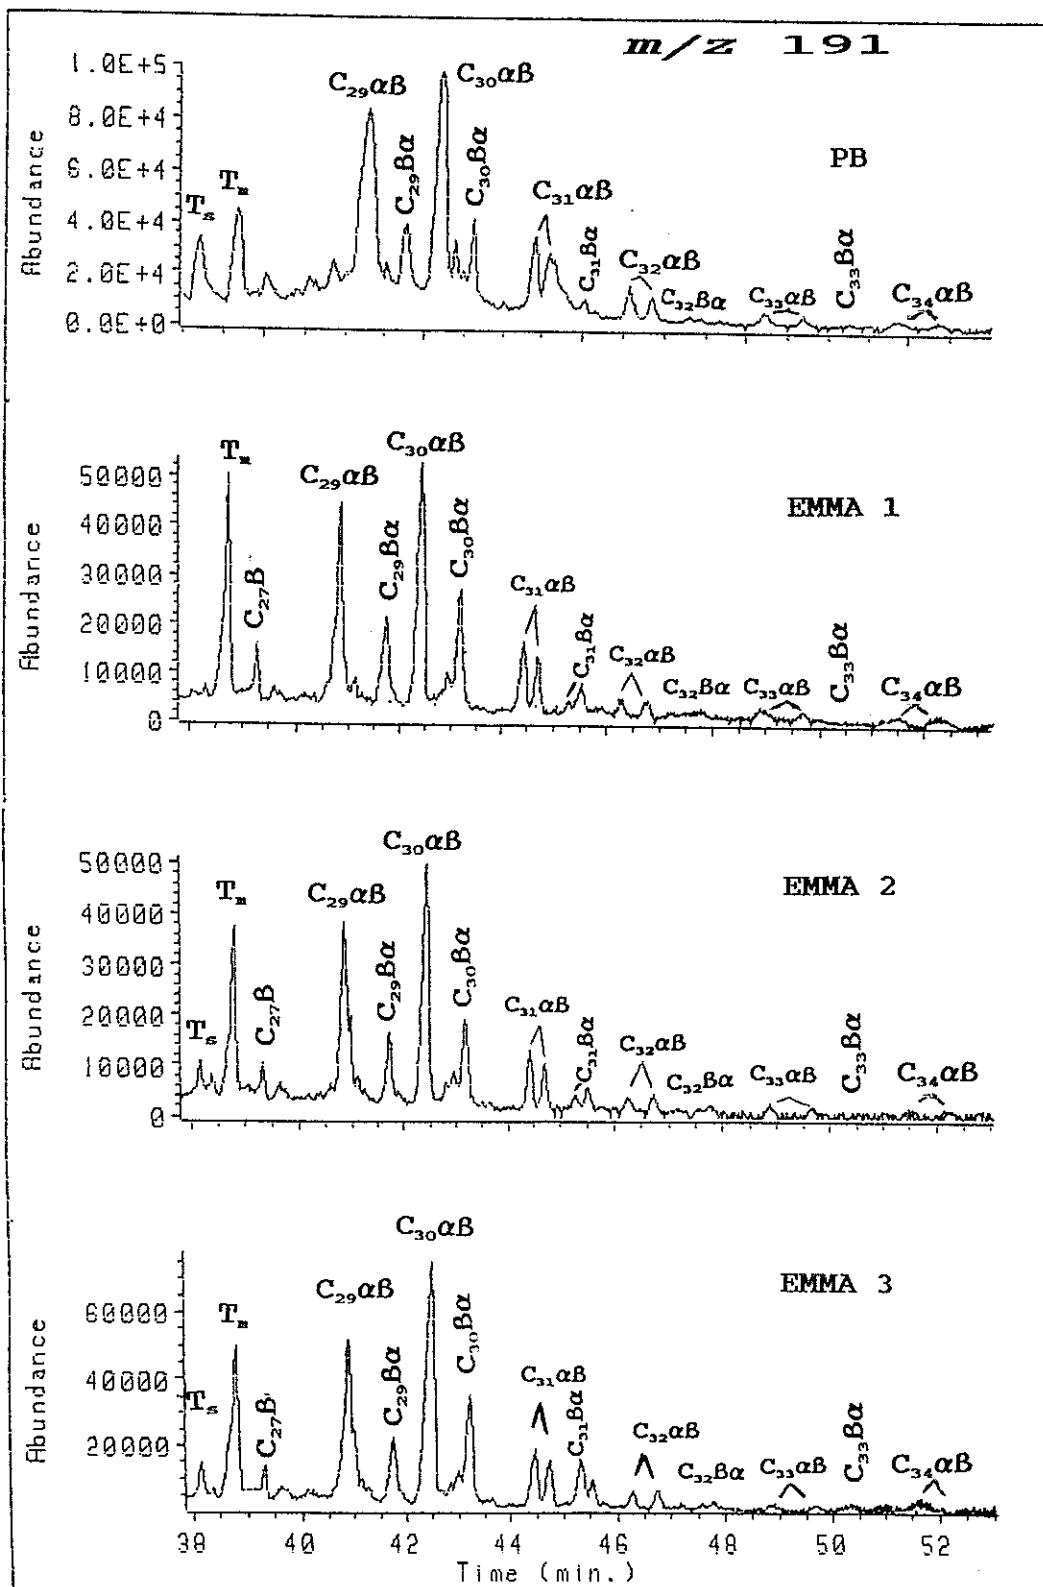 m/z 191
1.0E+5
8.0E+4
6.0E+4
4.0E+4
2.0E+4
0.0E+0
Abundance
PB
Tₛ
Tₘ
C₂₉αβ
C₂₉βα
C₃₀αβ
C₃₀βα
C₃₁αβ
C₃₁βα
C₃₂αβ
C₃₂βα
C₃₃αβ
C₃₃βα
C₃₄αβ
50000
40000
30000
20000
10000
0
Abundance
EMMA 1
Tₘ
C₂₇β
C₂₉αβ
C₂₉βα
C₃₀αβ
C₃₀βα
C₃₁αβ
C₃₁βα
C₃₂αβ
C₃₂βα
C₃₃αβ
C₃₃βα
C₃₄αβ
50000
40000
30000
20000
10000
0
Abundance
EMMA 2
Tₛ
Tₘ
C₂₇β
C₂₉αβ
C₂₉βα
C₃₀αβ
C₃₀βα
C₃₁αβ
C₃₁βα
C₃₂αβ
C₃₂βα
C₃₃αβ
C₃₃βα
C₃₄αβ
60000
40000
20000
Abundance
EMMA 3
Tₛ
Tₘ
C₂₇β
C₂₉αβ
C₂₉βα
C₃₀αβ
C₃₀βα
C₃₁αβ
C₃₁βα
C₃₂αβ
C₃₂βα
C₃₃αβ
C₃₃βα
C₃₄αβ
38 40 42 44 46 48 50 52
Time (min.)